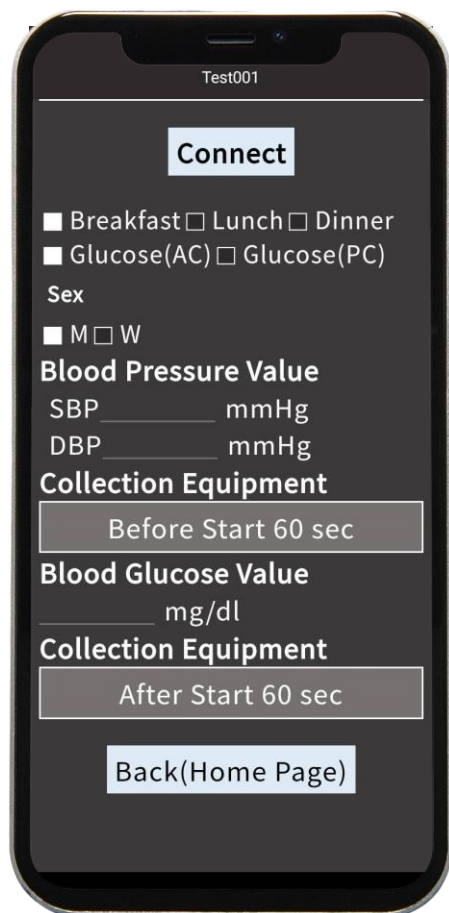 Test001
Connect
Breakfast Lunch Dinner
Glucose(AC) Glucose(PC)
Sex
M W
Blood Pressure Value
SBP mmHg
DBP mmHg
Collection Equipment
Before Start 60 sec
Blood Glucose Value
mg/dl
Collection Equipment
After Start 60 sec
Back(Home Page)